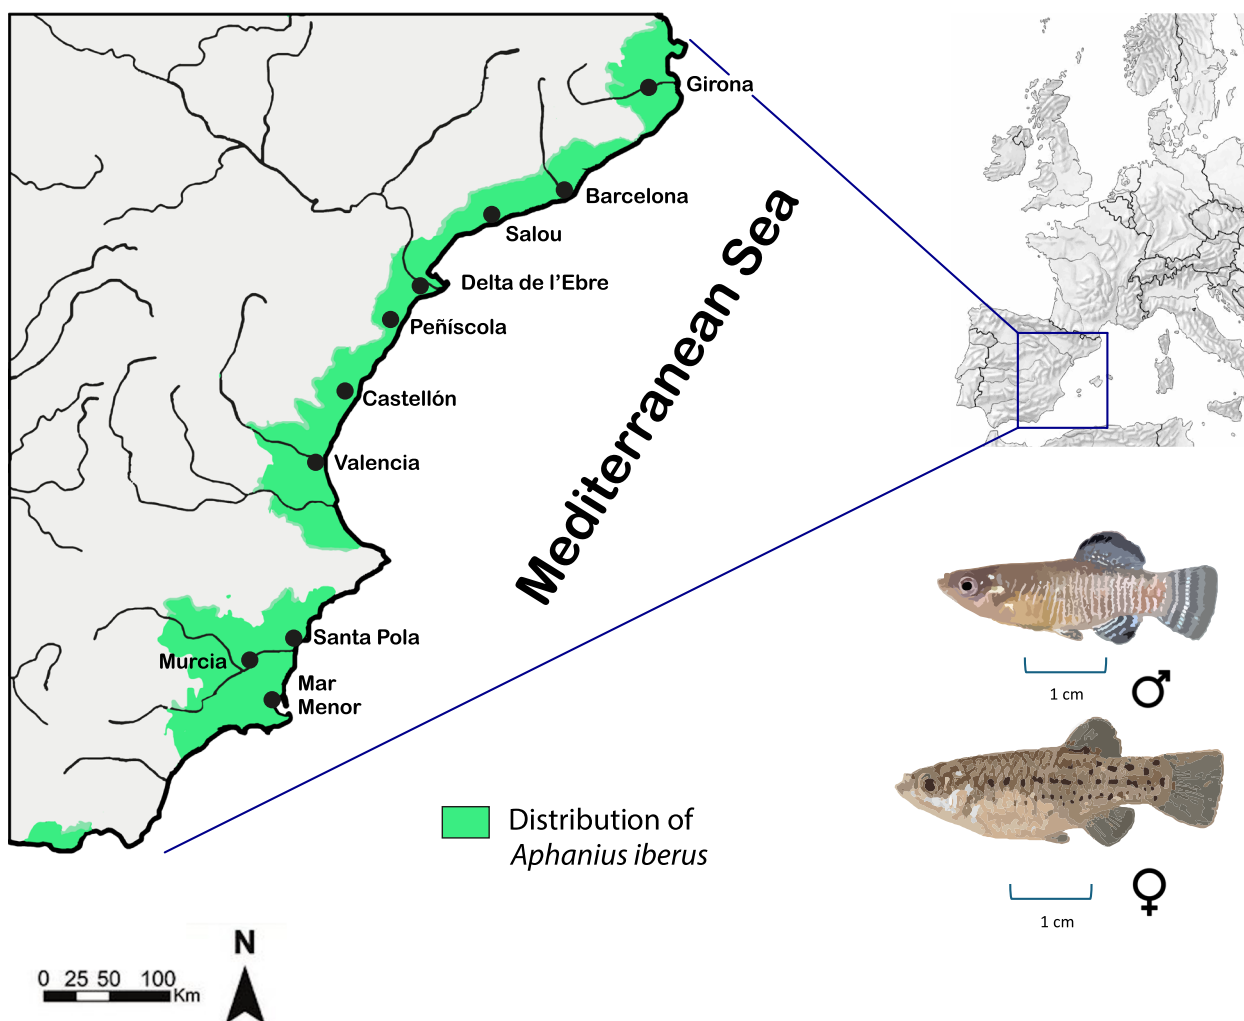 Girona
Barcelona
Salou
Delta de l'Ebre
Peñíscola
Castellón
Valencia
Santa Pola
Murcia
Mar
Menor
Mediterranean Sea
Distribution of
Aphanius iberus
1 cm
♂
1 cm
♀
N
0 25 50 100
Km